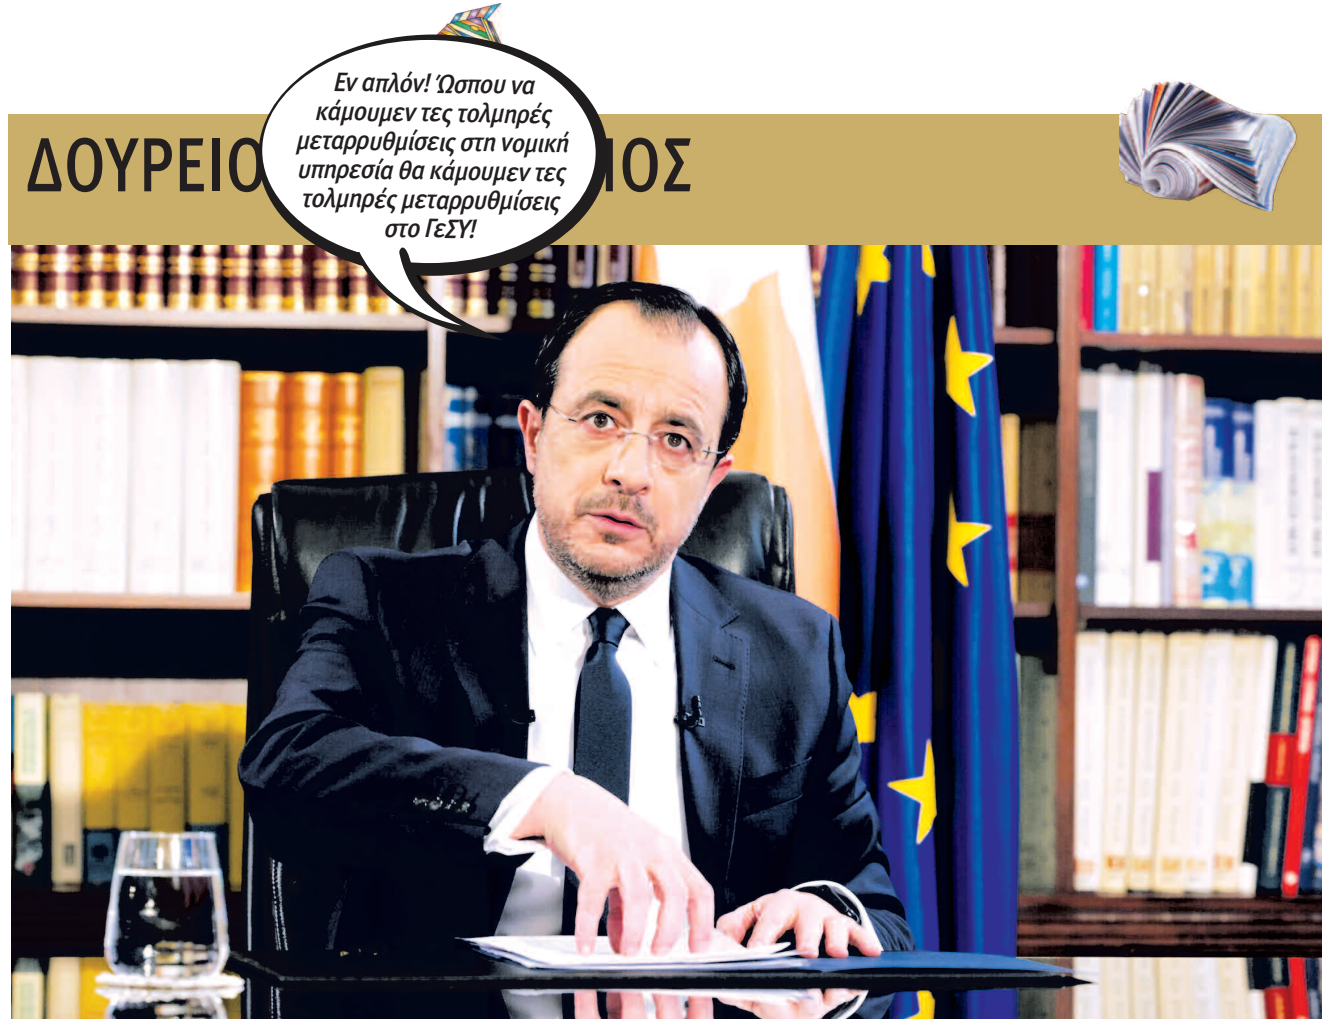 Εν απλόν! Ώσπου να
κάμουμεν τες τολμηρές
μεταρρυθμίσεις στη νομική
υπηρεσία θα κάμουμεν τες
τολμηρές μεταρρυθμίσεις
στο ΓεΣΥ!
ΔΟΥΡΕΙΟ ΙΟΣ